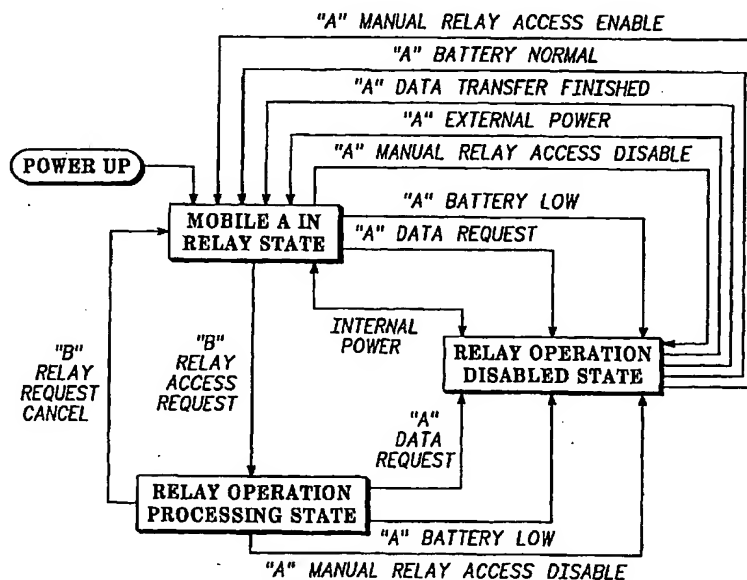 "A" MANUAL RELAY ACCESS ENABLE
"A" BATTERY NORMAL
"A" DATA TRANSFER FINISHED
"A" EXTERNAL POWER
"A" MANUAL RELAY ACCESS DISABLE
POWER UP
"A" BATTERY LOW
MOBILE A IN
RELAY STATE
"A" DATA REQUEST
INTERNAL
POWER
"B"
RELAY
REQUEST
CANCEL
"B"
RELAY
ACCESS
REQUEST
RELAY OPERATION
DISABLED STATE
"A"
DATA
REQUEST
RELAY OPERATION
PROCESSING STATE
"A" BATTERY LOW
"A" MANUAL RELAY ACCESS DISABLE